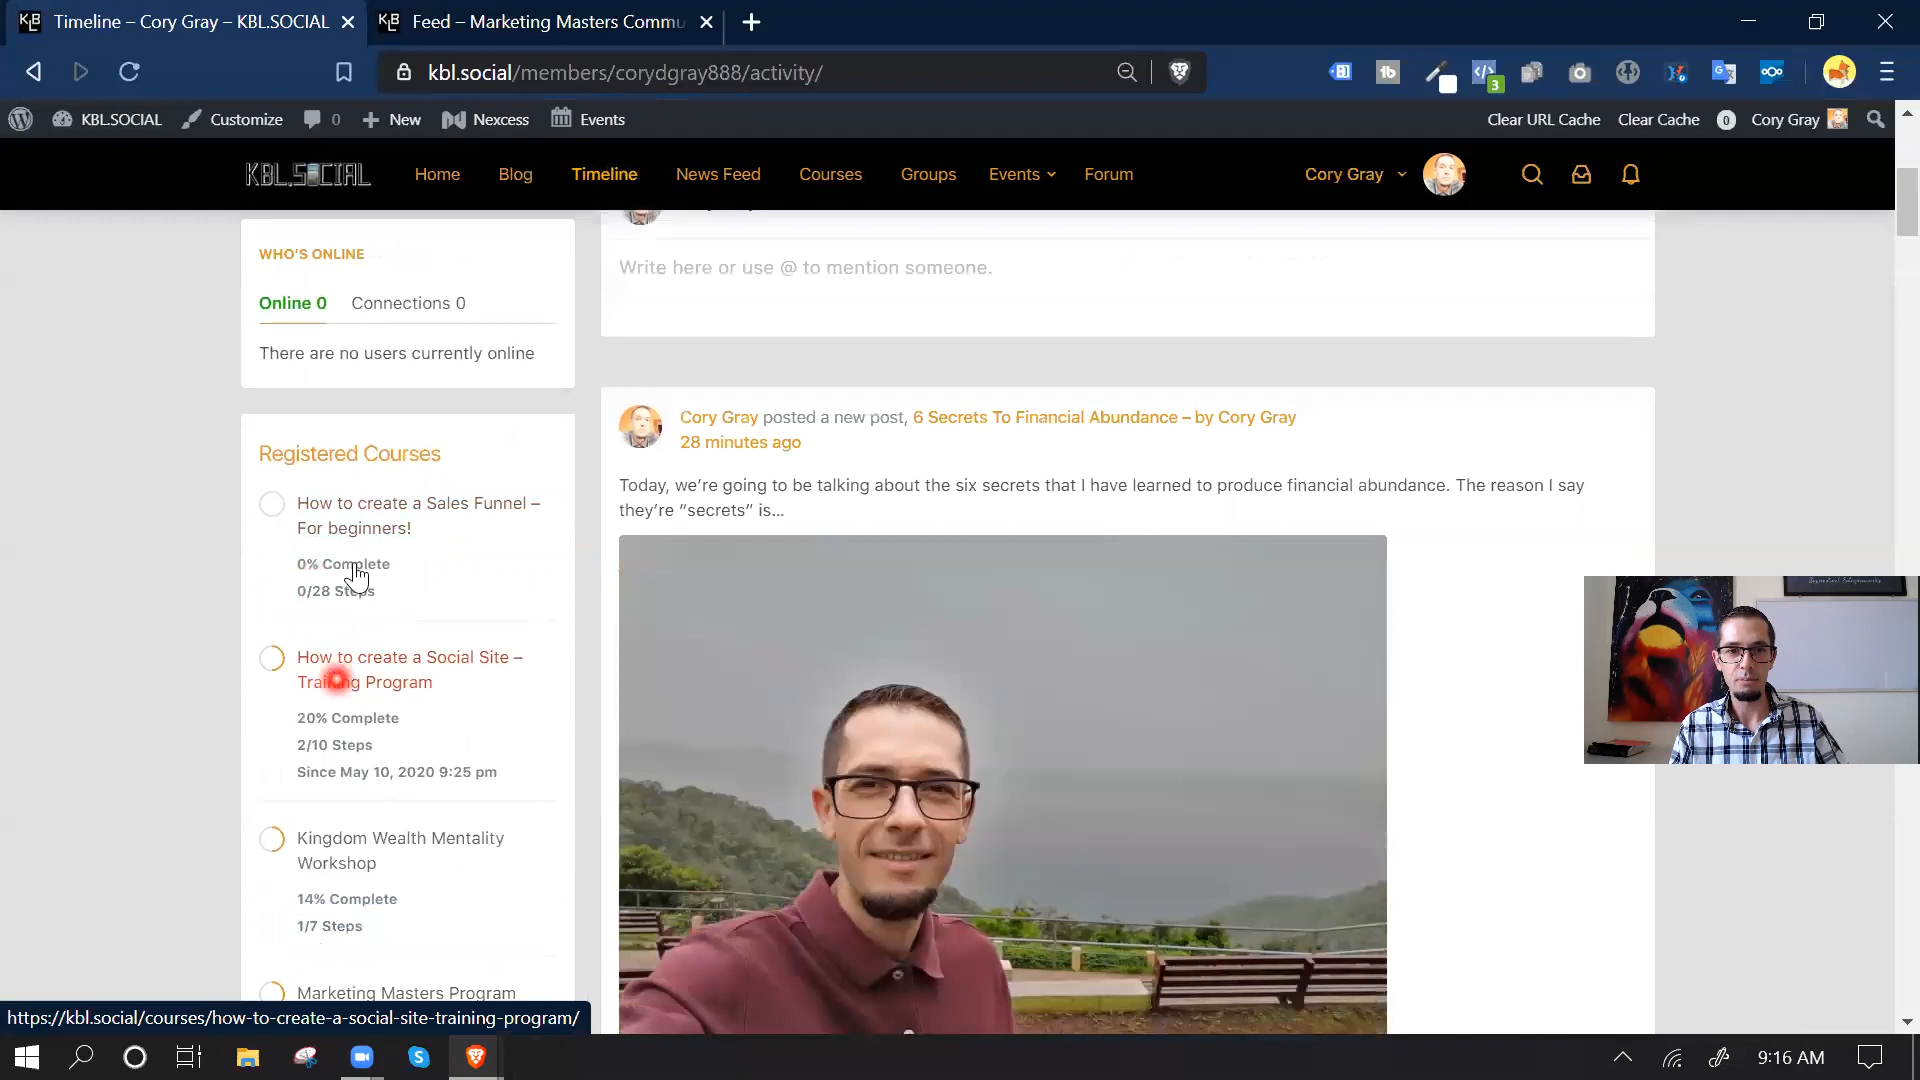 Timeline – Cory Gray – KBL.SOCIAL
Feed – Marketing Masters Commu
kbl.social/members/corydgray888/activity/
3
KBL.SOCIAL
Customize
0
New
Nexcess
Events
Clear URL Cache
Clear Cache
0
Cory Gray
KBL.SOCIAL
Home
Blog
Timeline
News Feed
Courses
Groups
Events
Forum
Cory Gray
WHO'S ONLINE
Online 0
Connections 0
There are no users currently online
Registered Courses
How to create a Sales Funnel –
For beginners!
0% Complete
0/28 Steps
How to create a Social Site –
Training Program
20% Complete
2/10 Steps
Since May 10, 2020 9:25 pm
Kingdom Wealth Mentality
Workshop
14% Complete
1/7 Steps
Marketing Masters Program
Write here or use @ to mention someone.
Cory Gray posted a new post, 6 Secrets To Financial Abundance – by Cory Gray
28 minutes ago
Today, we're going to be talking about the six secrets that I have learned to produce financial abundance. The reason I say
they're "secrets" is...
https://kbl.social/courses/how-to-create-a-social-site-training-program/
9:16 AM